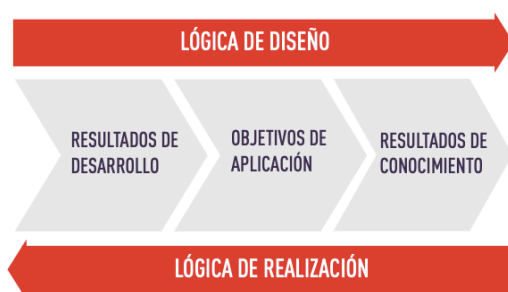 LÓGICA DE DISEÑO
RESULTADOS DE
DESARROLLO
OBJETIVOS DE
APLICACIÓN
RESULTADOS DE
CONOCIMIENTO
LÓGICA DE REALIZACIÓN